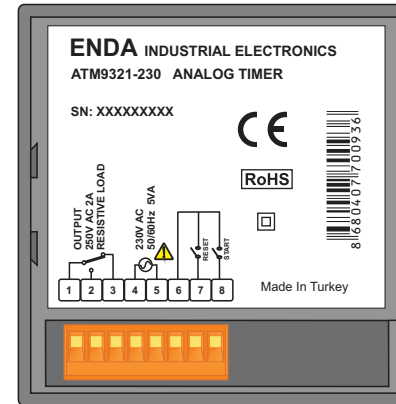 ENDA INDUSTRIAL ELECTRONICS
ATM9321-230 ANALOG TIMER
SN: XXXXXXXXX
CE
RoHS
8 680407 700936
OUTPUT
250V AC 2A
RESISTIVE LOAD
230V AC
50/60Hz 5VA
RESET
START
1 2 3 4 5 6 7 8
Made In Turkey